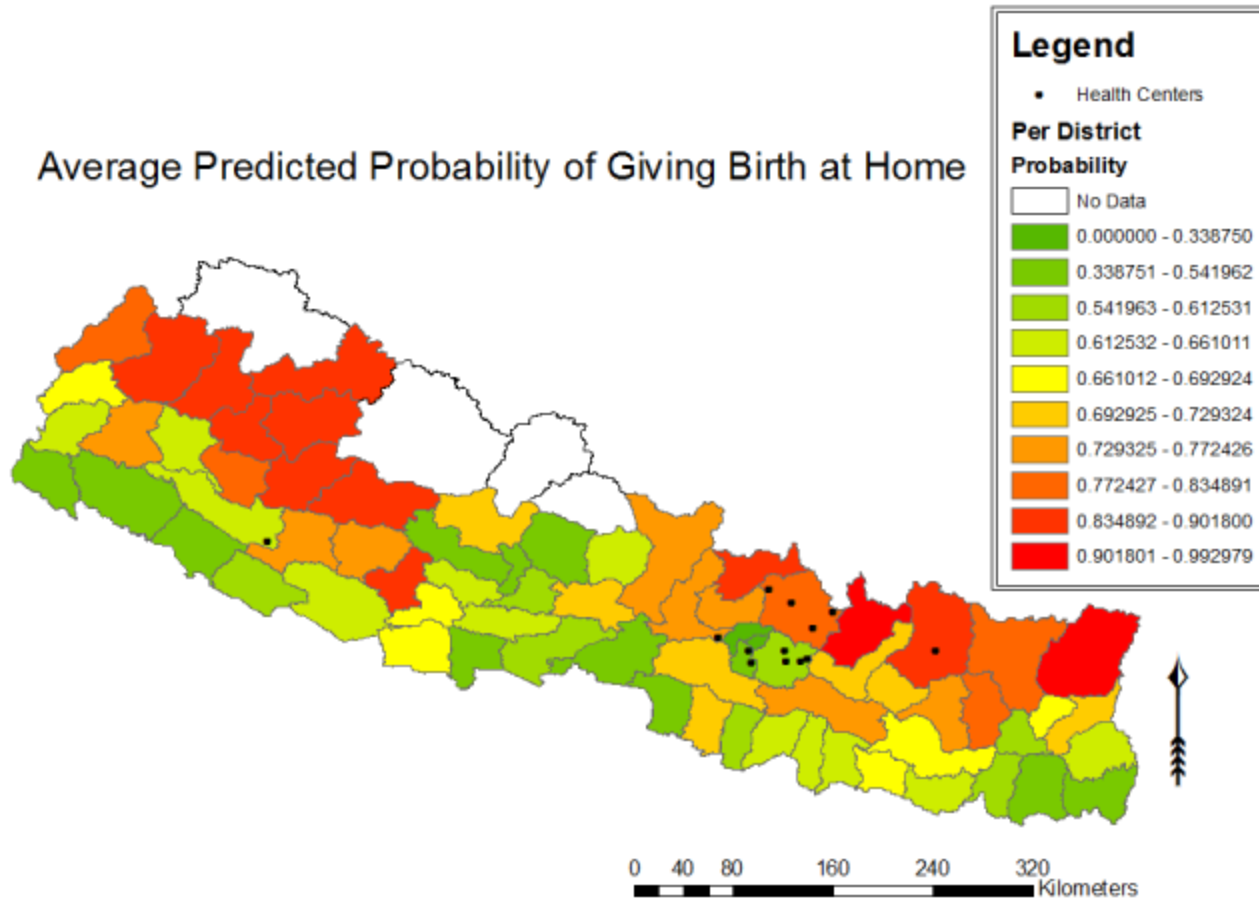 Average Predicted Probability of Giving Birth at Home
Legend
Health Centers
Per District
Probability
No Data
0.000000 - 0.338750
0.338751 - 0.541962
0.541963 - 0.612531
0.612532 - 0.661011
0.661012 - 0.692924
0.692925 - 0.729324
0.729325 - 0.772426
0.772427 - 0.834891
0.834892 - 0.901800
0.901801 - 0.992979
0 40 80 160 240 320
Kilometers